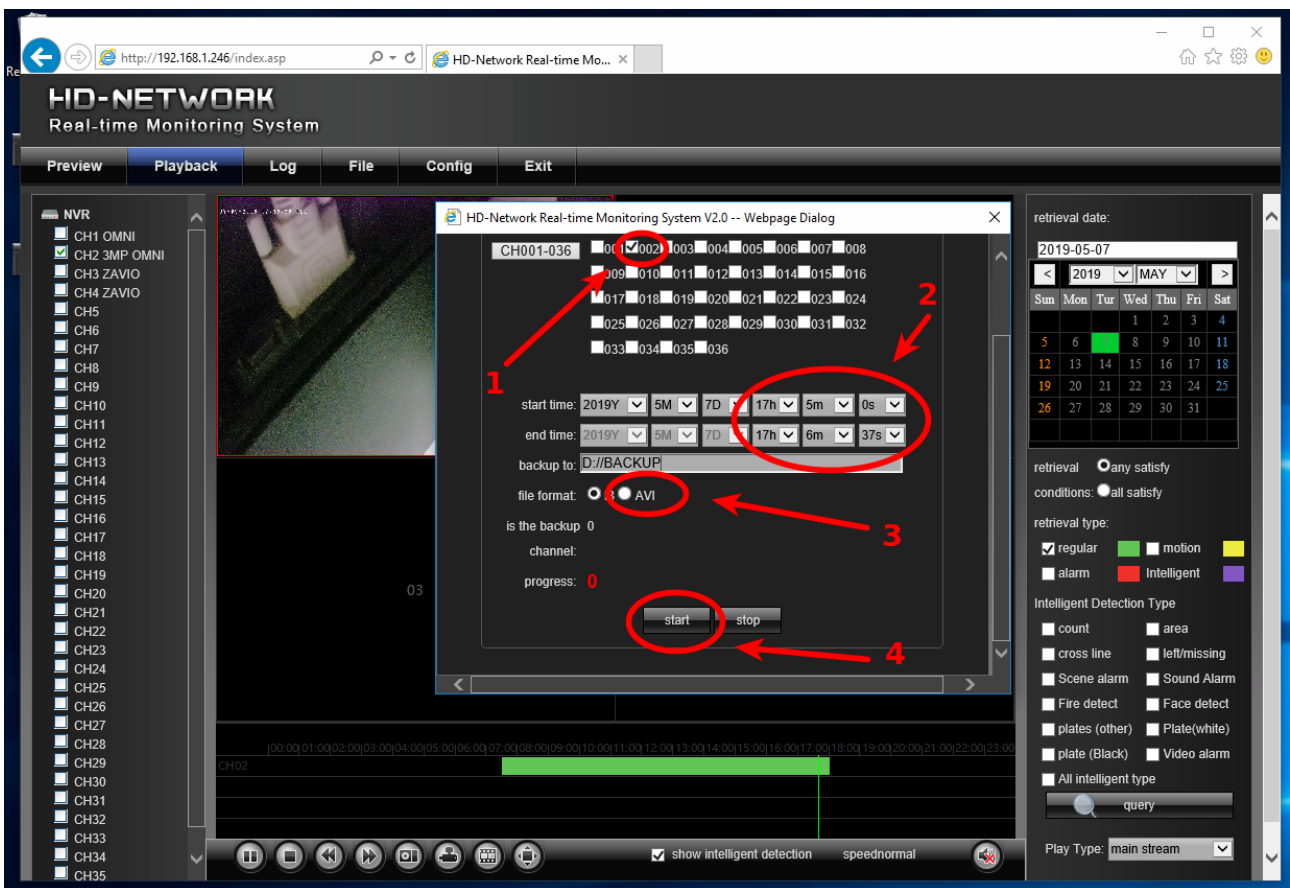 http://192.168.1.246/index.asp
HD-Network Real-time Mo...
HD-NETWORK
Real-time Monitoring System
Preview Playback Log File Config Exit
NVR
CH1 OMNI
CH2 3MP OMNI
CH3 ZAVIO
CH4 ZAVIO
CH5
CH6
CH7
CH8
CH9
CH10
CH11
CH12
CH13
CH14
CH15
CH16
CH17
CH18
CH19
CH20
CH21
CH22
CH23
CH24
CH25
CH26
CH27
CH28
CH29
CH30
CH31
CH32
CH33
CH34
CH35
03
HD-Network Real-time Monitoring System V2.0 -- Webpage Dialog
CH001-036 001 002 003 004 005 006 007 008
009 010 011 012 013 014 015 016
017 018 019 020 021 022 023 024
025 026 027 028 029 030 031 032
033 034 035 036
1
2
start time: 2019Y 5M 7D 17h 5m 0s
end time: 2019Y 5M 7D 17h 6m 37s
backup to: D://BACKUP
file format: AVI
3
is the backup 0
channel:
progress: 0
start stop
4
00:00 01:00 02:00 03:00 04:00 05:00 06:00 07:00 08:00 09:00 10:00 11:00 12:00 13:00 14:00 15:00 16:00 17:00 18:00 19:00 20:00 21:00 22:00 23:00
CH02
show intelligent detection speednormal
retrieval date:
2019-05-07
< 2019 MAY >
Sun Mon Tur Wed Thu Fri Sat
1 2 3 4
5 6 8 9 10 11
12 13 14 15 16 17 18
19 20 21 22 23 24 25
26 27 28 29 30 31
retrieval any satisfy
conditions: all satisfy
retrieval type:
regular motion
alarm Intelligent
Intelligent Detection Type
count area
cross line left/missing
Scene alarm Sound Alarm
Fire detect Face detect
plates (other) Plate(white)
plate (Black) Video alarm
All intelligent type
query
Play Type: main stream